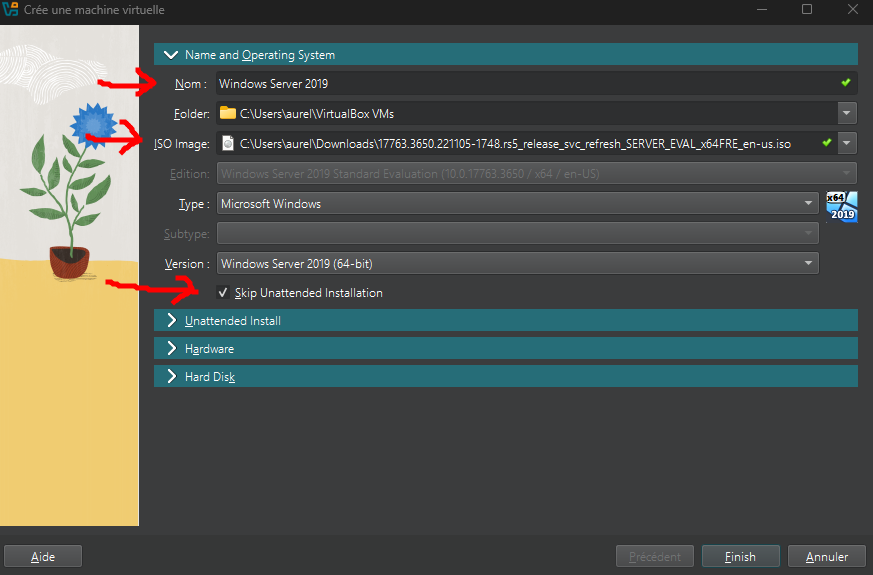 Crée une machine virtuelle
Name and Operating System
Nom : Windows Server 2019
Folder: C:\Users\aurel\VirtualBox VMs
ISO Image: C:\Users\aurel\Downloads\17763.3650.221105-1748.rs5_release_svc_refresh_SERVER_EVAL_x64FRE_en-us.iso
Edition: Windows Server 2019 Standard Evaluation (10.0.17763.3650 / x64 / en-US)
Type : Microsoft Windows
x64
2019
Subtype:
Version : Windows Server 2019 (64-bit)
Skip Unattended Installation
Unattended Install
Hardware
Hard Disk
Aide Précédent Finish Annuler